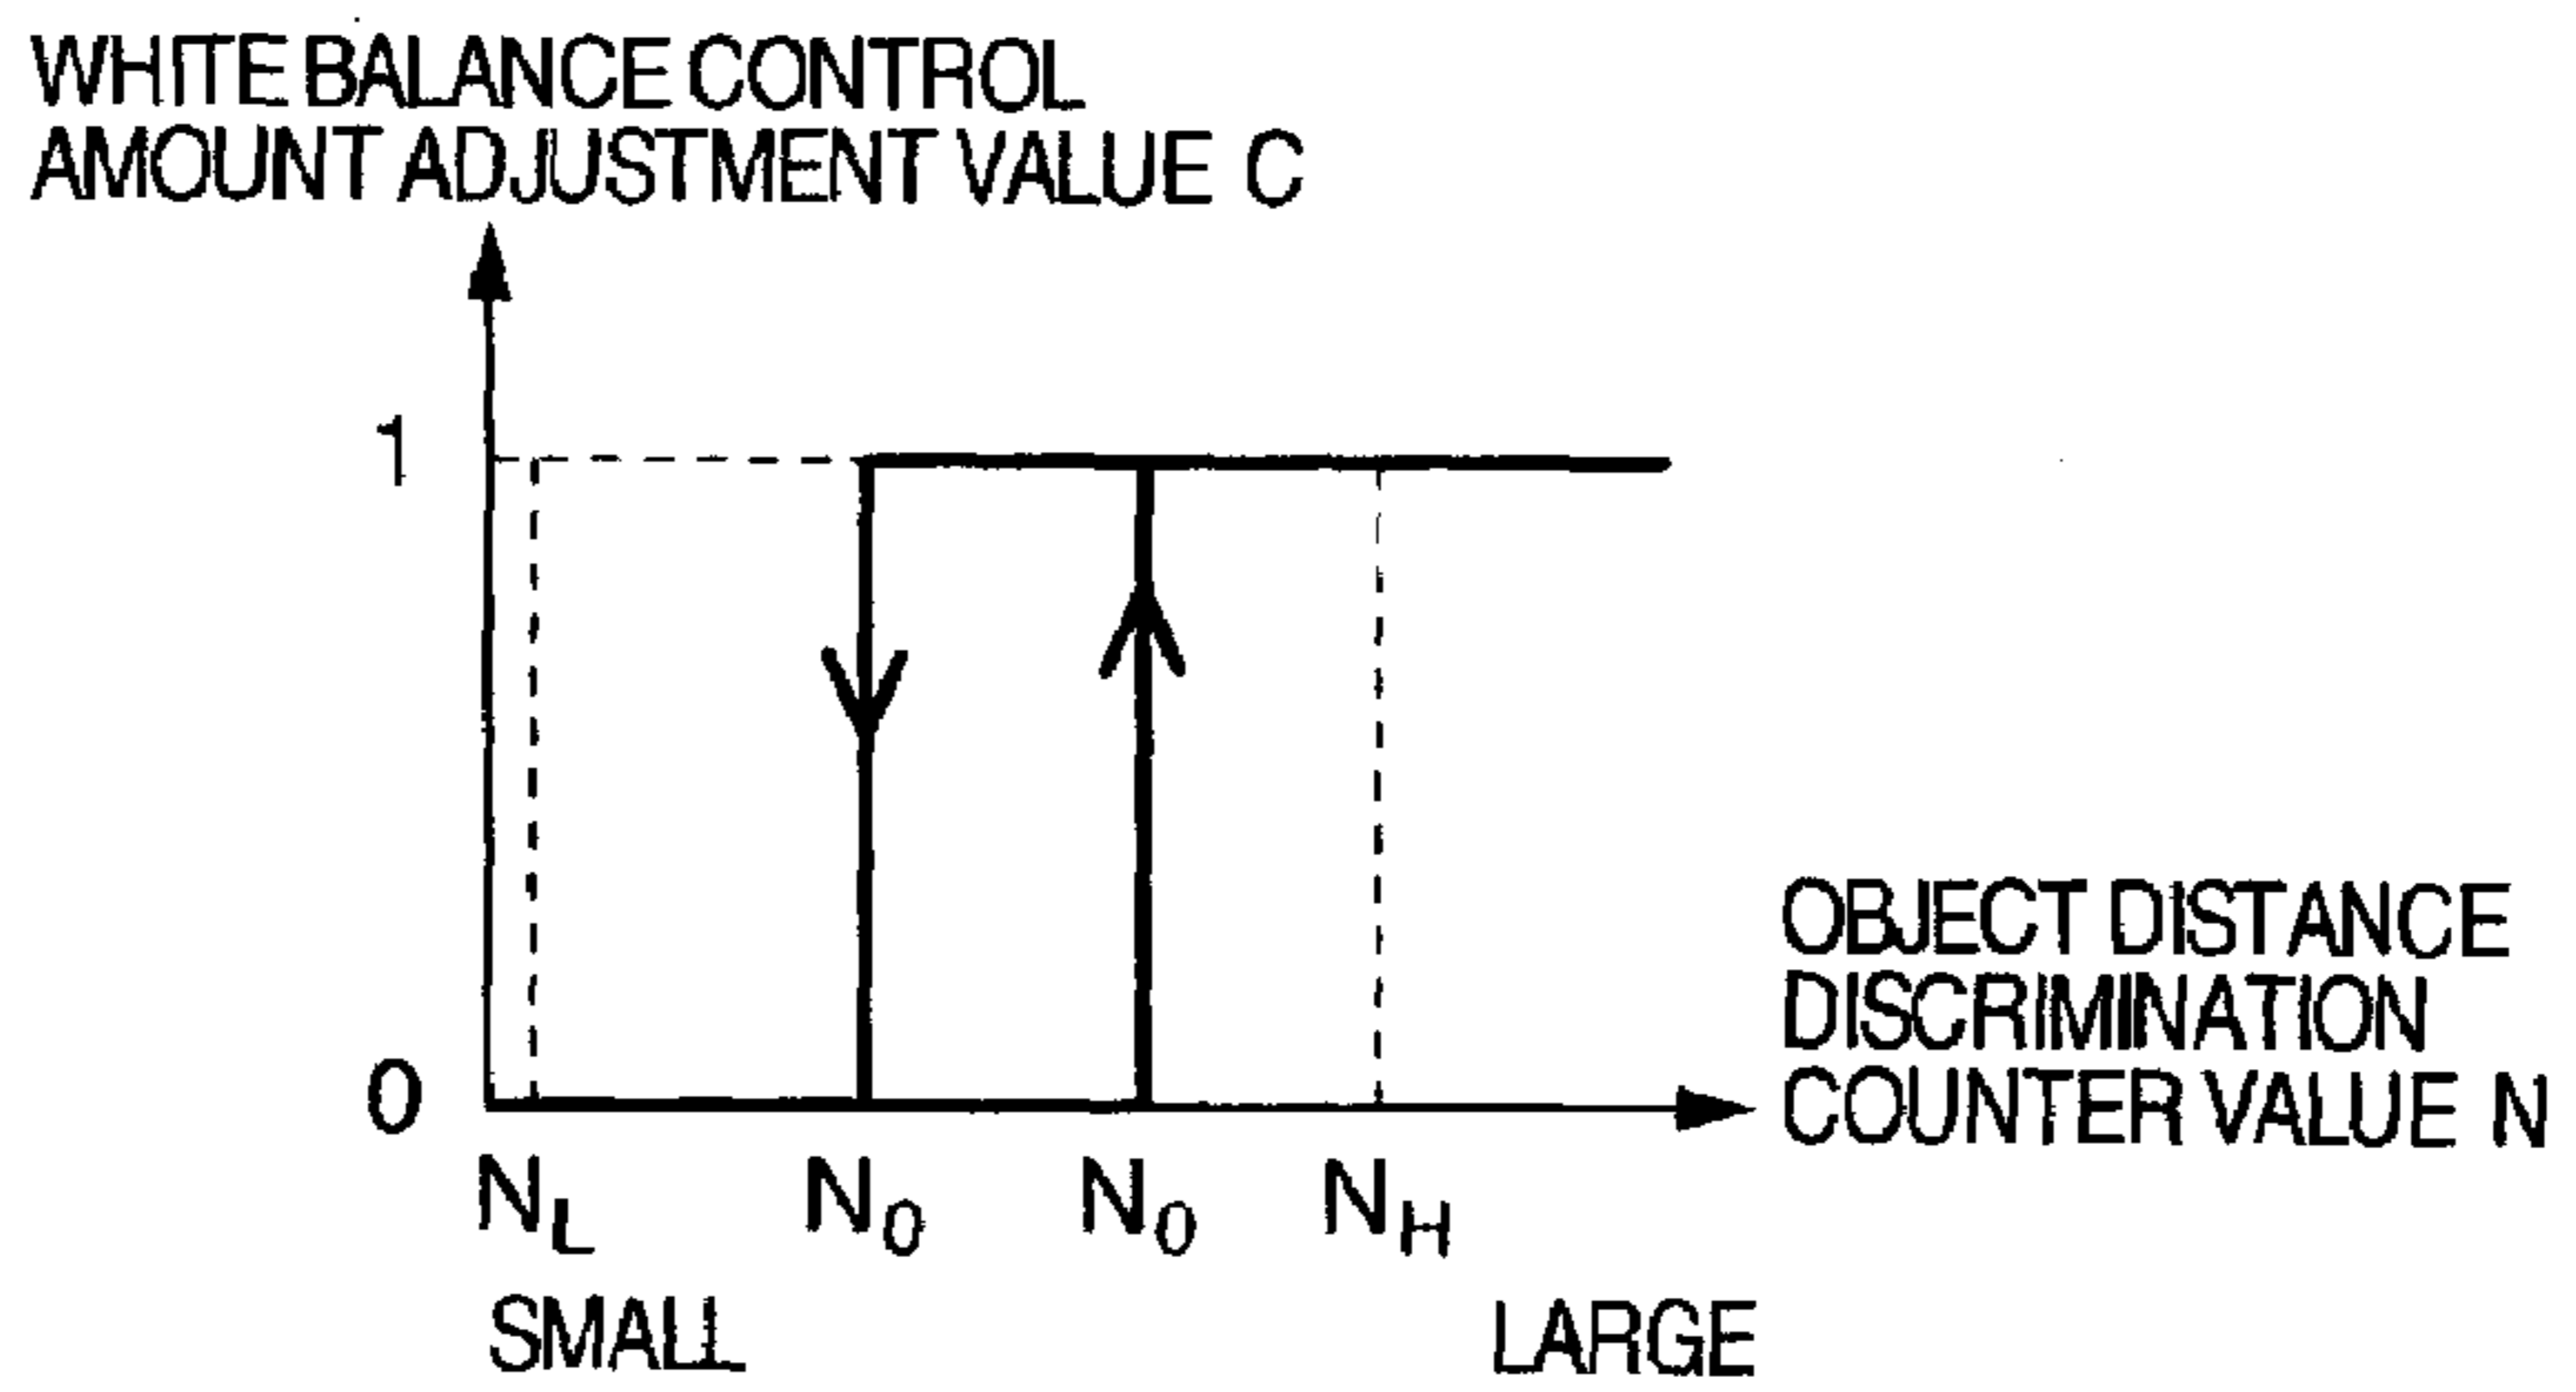 WHITE BALANCE CONTROL
AMOUNT ADJUSTMENT VALUE C
1
0
OBJECT DISTANCE
DISCRIMINATION
COUNTER VALUE N
N_L N_0 N_0 N_H
SMALL LARGE